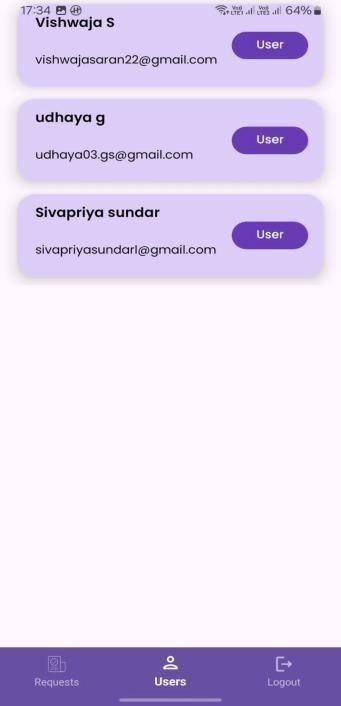 17:34 64%
Vishwaja S
vishwajasaran22@gmail.com
User
udhaya g
udhaya03.gs@gmail.com
User
Sivapriya sundar
sivapriyasundarl@gmail.com
User
Requests
Users
Logout